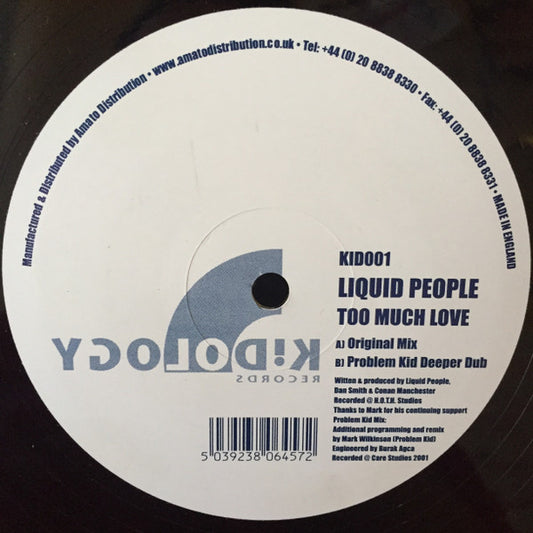 Manufactured & Distributed by Amato Distribution • www.amatodistribution.co.uk • Tel: +44 (0) 20 8838 8330 • Fax: +44 (0) 20 8838 8331 • MADE IN ENGLAND
KID001
LIQUID PEOPLE
TOO MUCH LOVE
A) Original Mix
B) Problem Kid Deeper Dub
K!DOLOGY
RECORDS
Witten & produced by Liquid People,
Dan Smith & Conan Manchester
Recorded @ H.O.T.H. Studios
Thanks to Mark for his continuing support
Problem Kid Mix:
Additional programming and remix
by Mark Wilkinson (Problem Kid)
Engineered by Burak Agca
Recorded @ Care Studios 2001
5 039238 064572